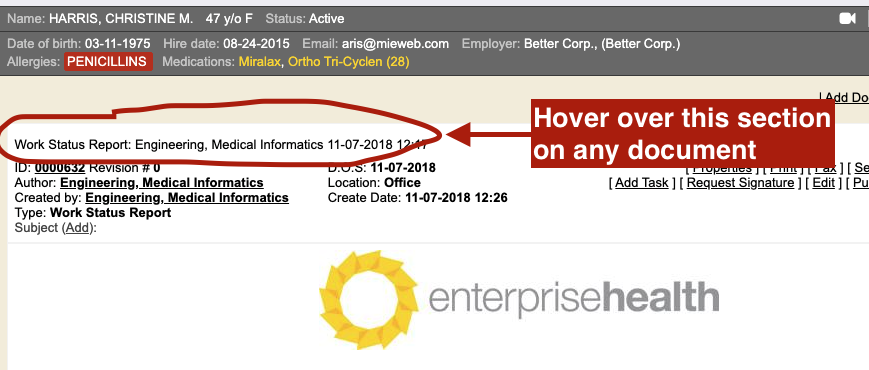 Name: HARRIS, CHRISTINE M. 47 y/o F Status: Active
Date of birth: 03-11-1975 Hire date: 08-24-2015 Email: aris@mieweb.com Employer: Better Corp., (Better Corp.)
Allergies: PENICILLINS Medications: Miralax, Ortho Tri-Cyclen (28)
| Add Do
Hover over this section
on any document
Work Status Report: Engineering, Medical Informatics 11-07-2018 12:
ID: 0000632 Revision # 0 D.O.S: 11-07-2018 [ Properties ] [ Print ] [ Fax ] [ Se
Author: Engineering, Medical Informatics Location: Office [ Add Task ] [ Request Signature ] [ Edit ] [ Pu
Created by: Engineering, Medical Informatics Create Date: 11-07-2018 12:26
Type: Work Status Report
Subject (Add):
enterprisehealth